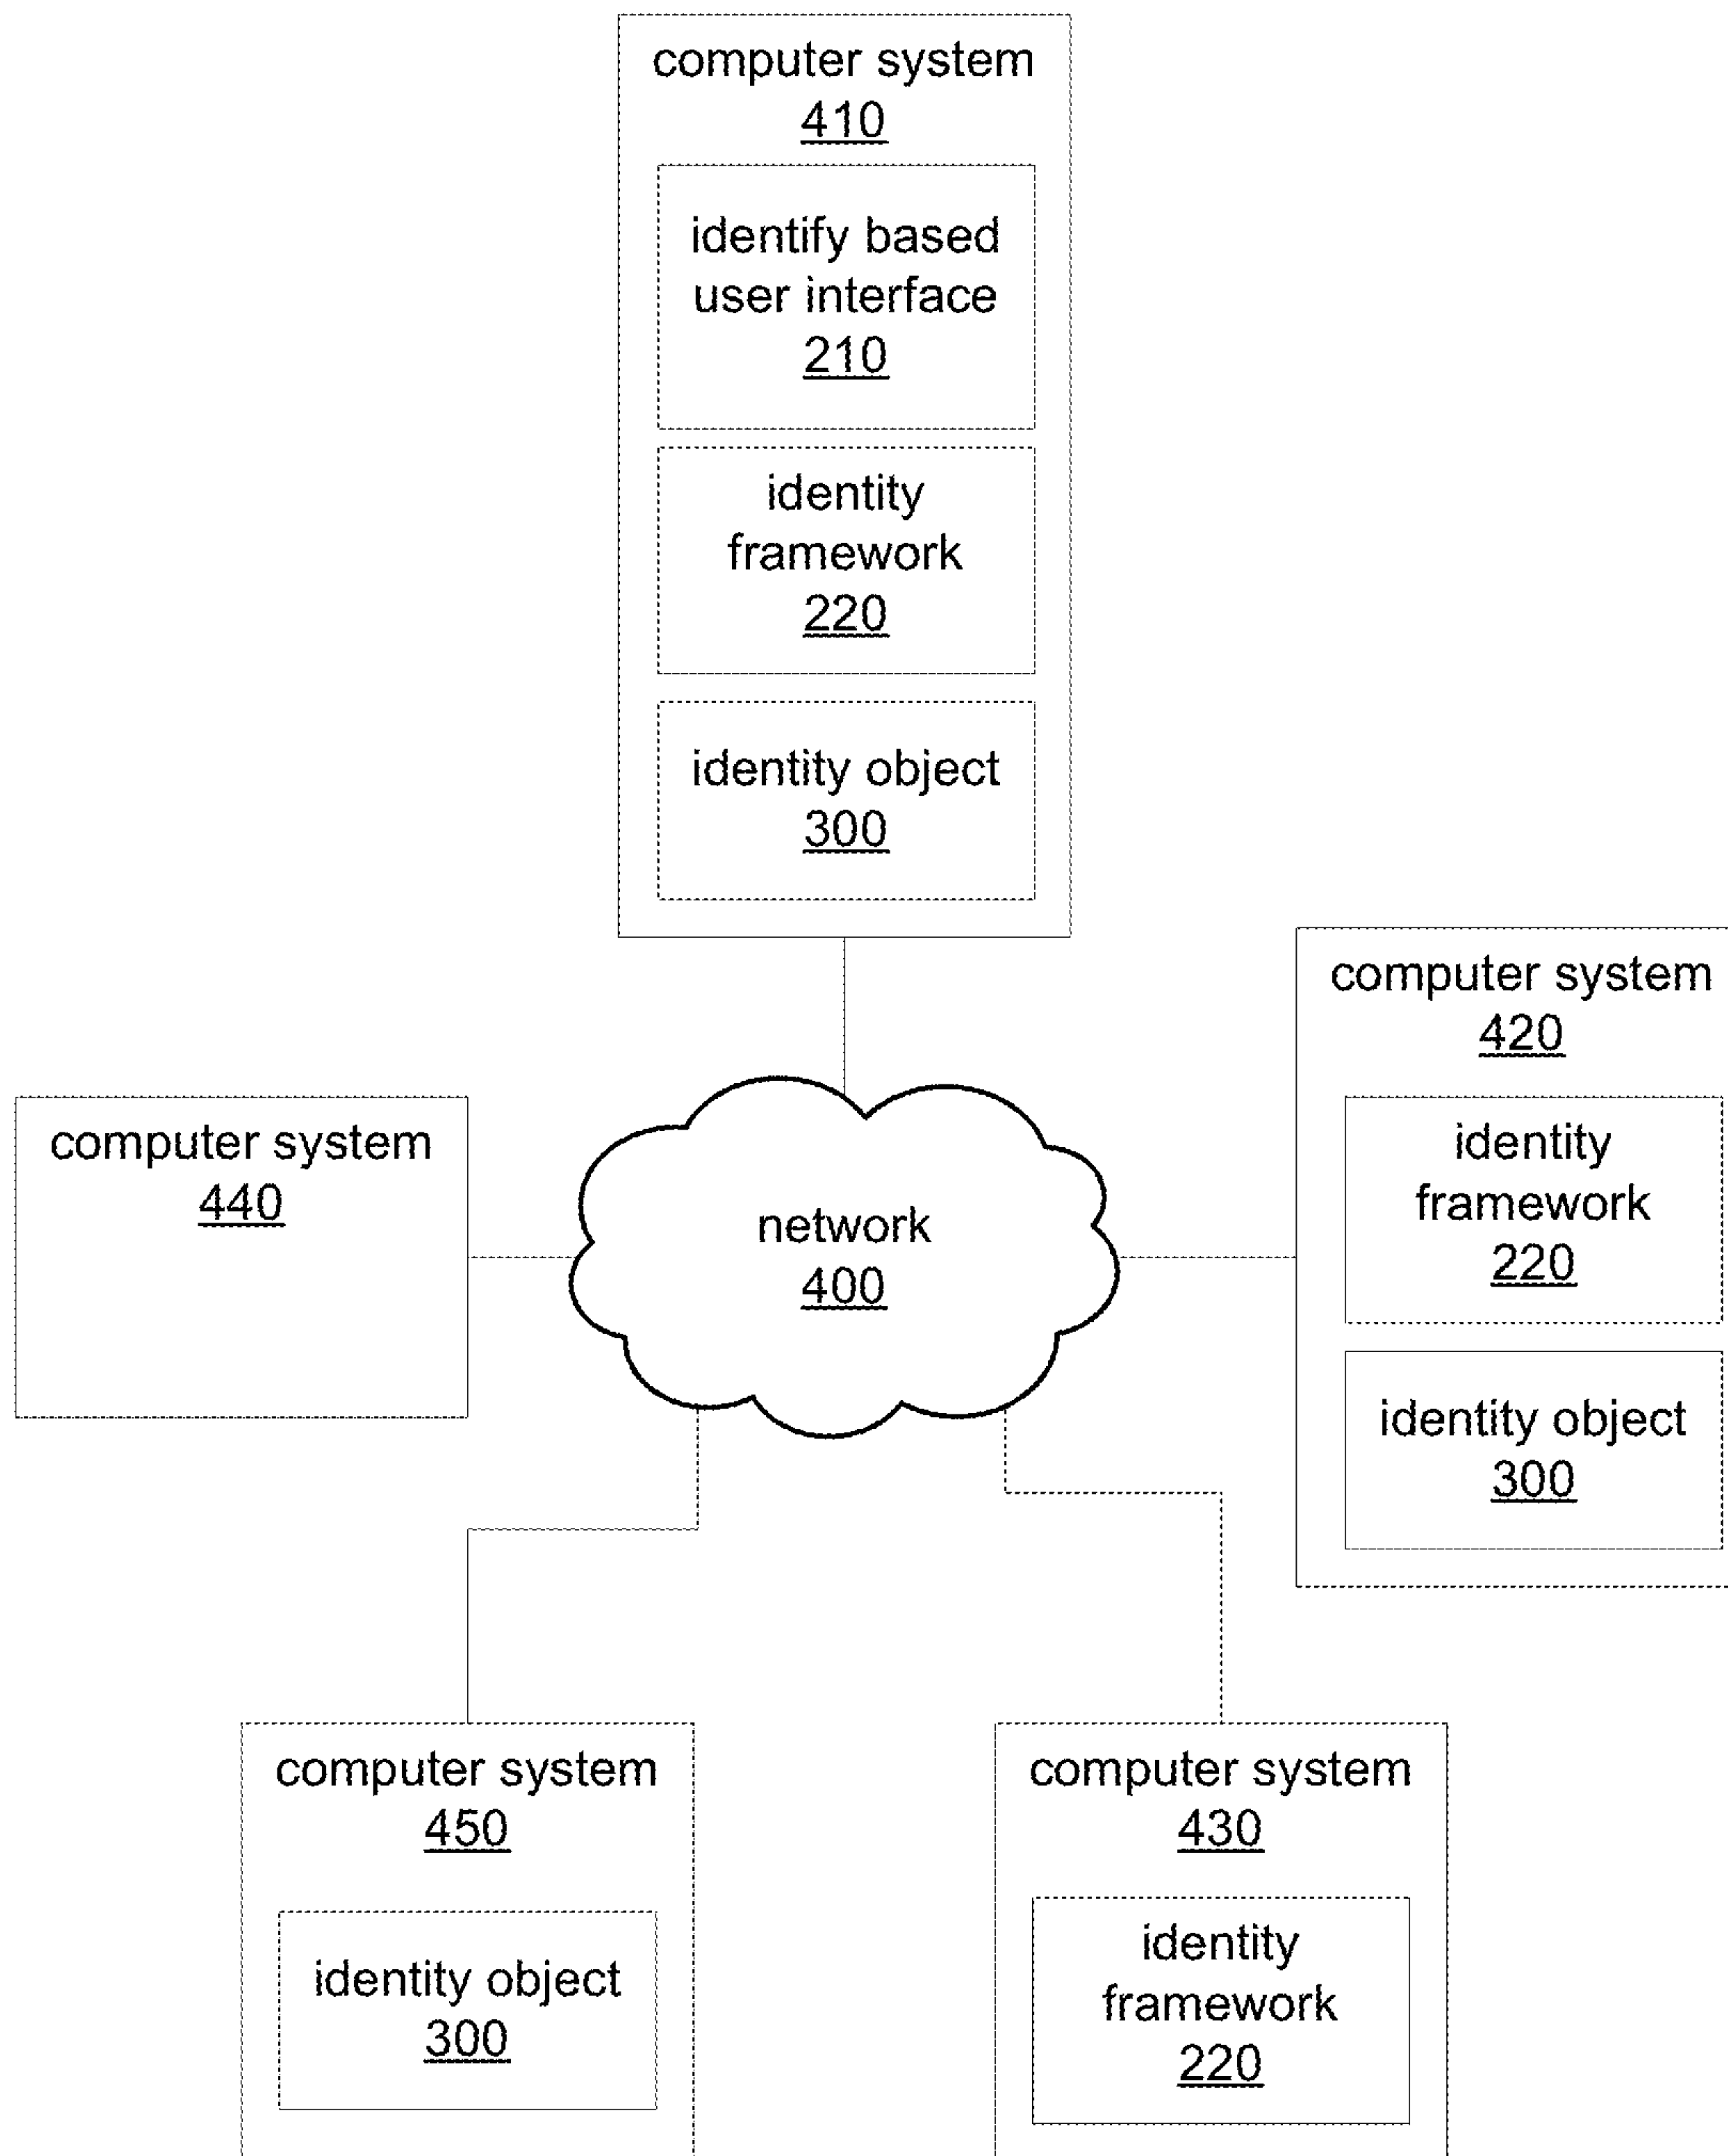 computer system
410
identify based
user interface
210
identity
framework
220
identity object
300
computer system
420
identity
framework
220
identity object
300
computer system
440
network
400
computer system
450
identity object
300
computer system
430
identity
framework
220